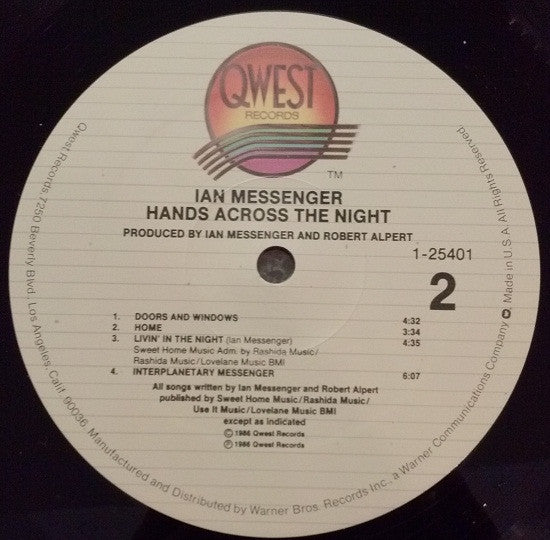 QWEST
RECORDS
TM
IAN MESSENGER
HANDS ACROSS THE NIGHT
PRODUCED BY IAN MESSENGER AND ROBERT ALPERT
1-25401
2
1. DOORS AND WINDOWS 4:32
2. HOME 3:34
3. LIVIN' IN THE NIGHT (Ian Messenger) 4:35
Sweet Home Music Adm. by Rashida Music/
Rashida Music/Lovelane Music BMI
4. INTERPLANETARY MESSENGER 6:07
All songs written by Ian Messenger and Robert Alpert
published by Sweet Home Music/Rashida Music/
Use It Music/Lovelane Music BMI
except as indicated
©1986 Qwest Records
℗1986 Qwest Records
Qwest Records, 7250 Beverly Blvd., Los Angeles, Calif. 90036. Manufactured and Distributed by Warner Bros. Records Inc., a Warner Communications Company Made in U.S.A. All Rights Reserved.